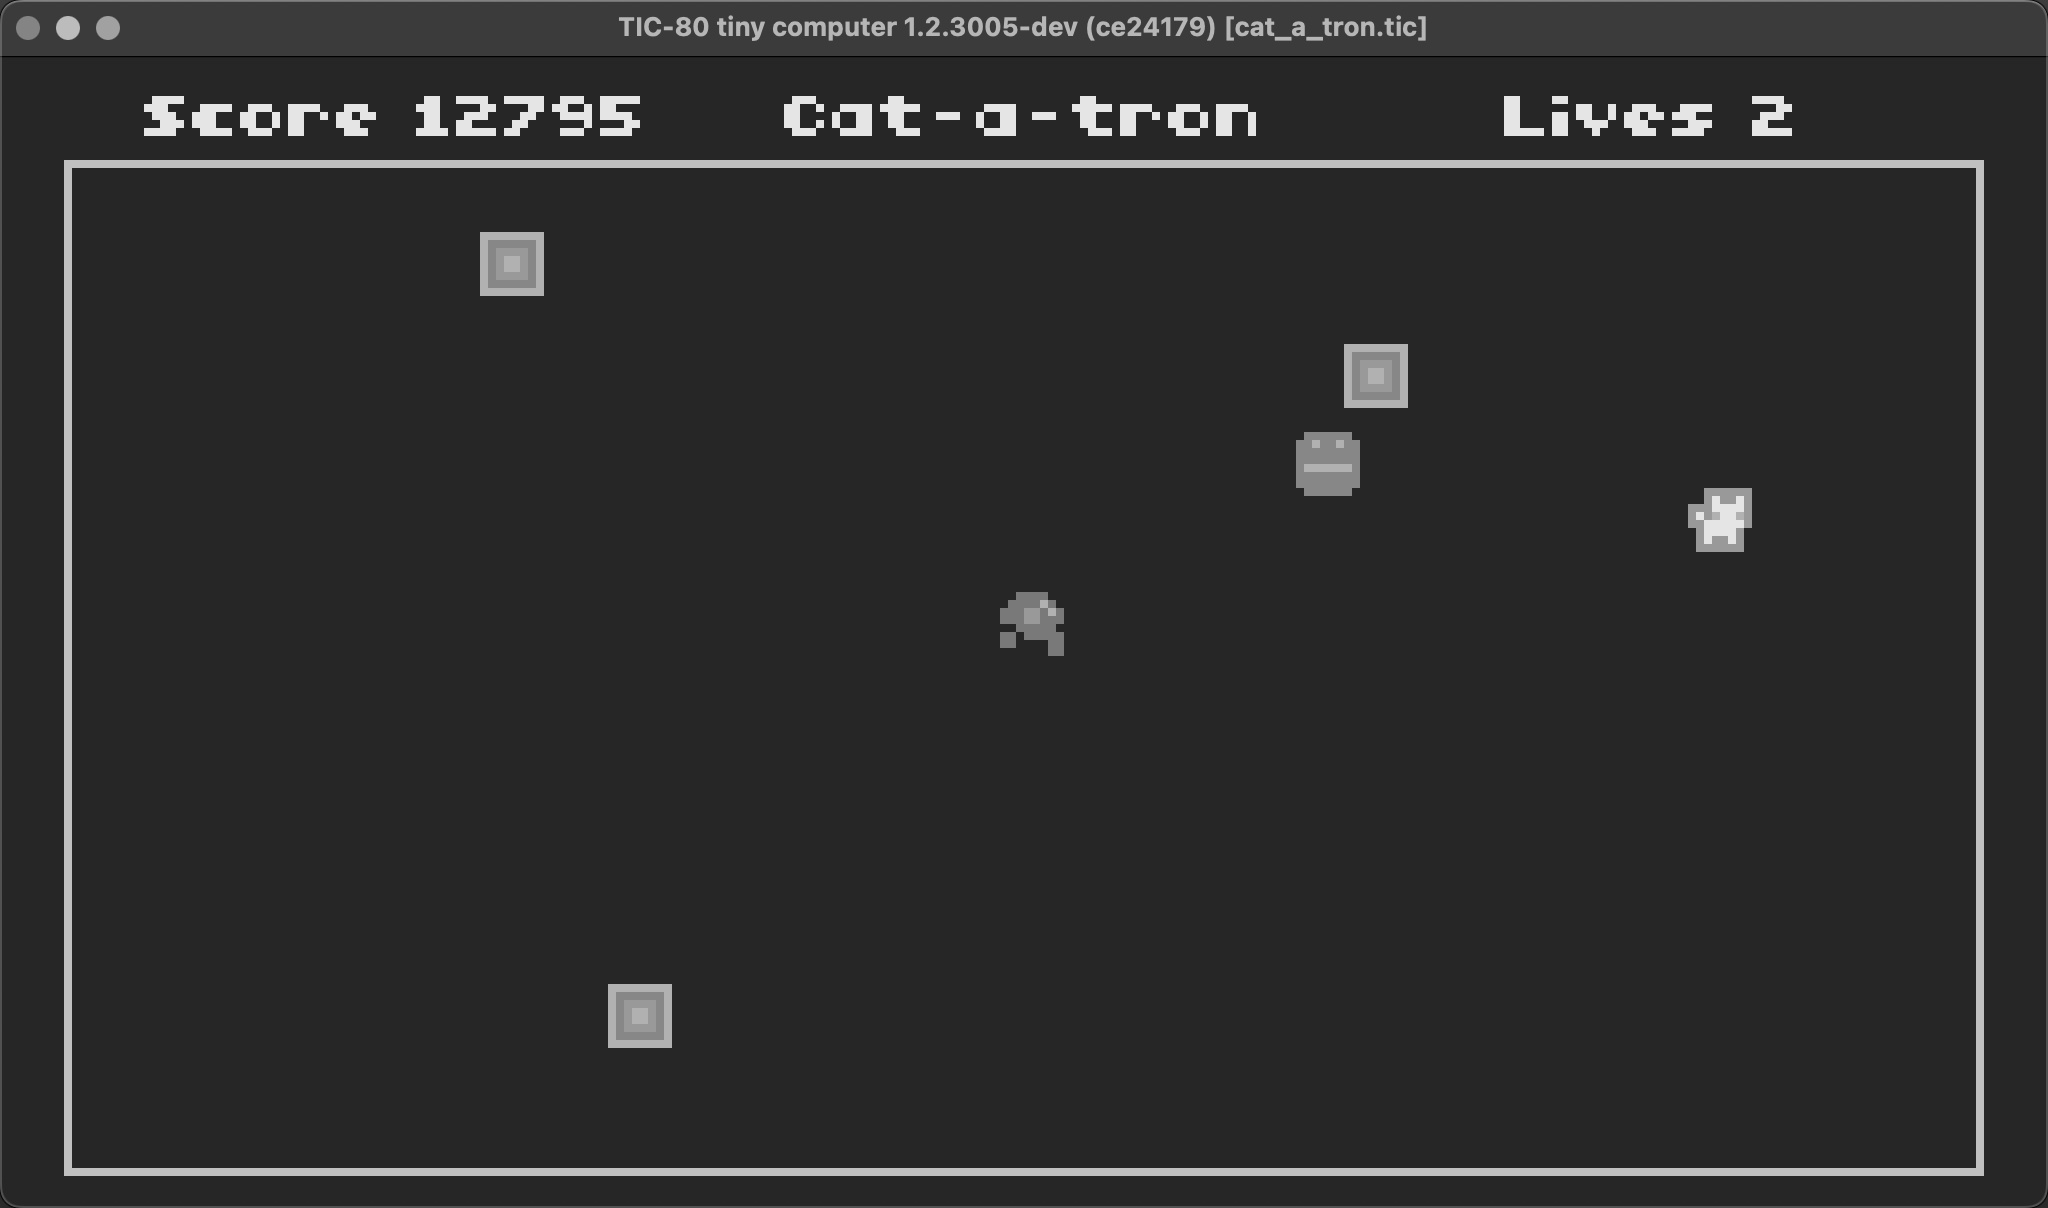 TIC-80 tiny computer 1.2.3005-dev (ce24179) [cat_a_tron.tic]
Score 12795 Cat-a-tron Lives 2